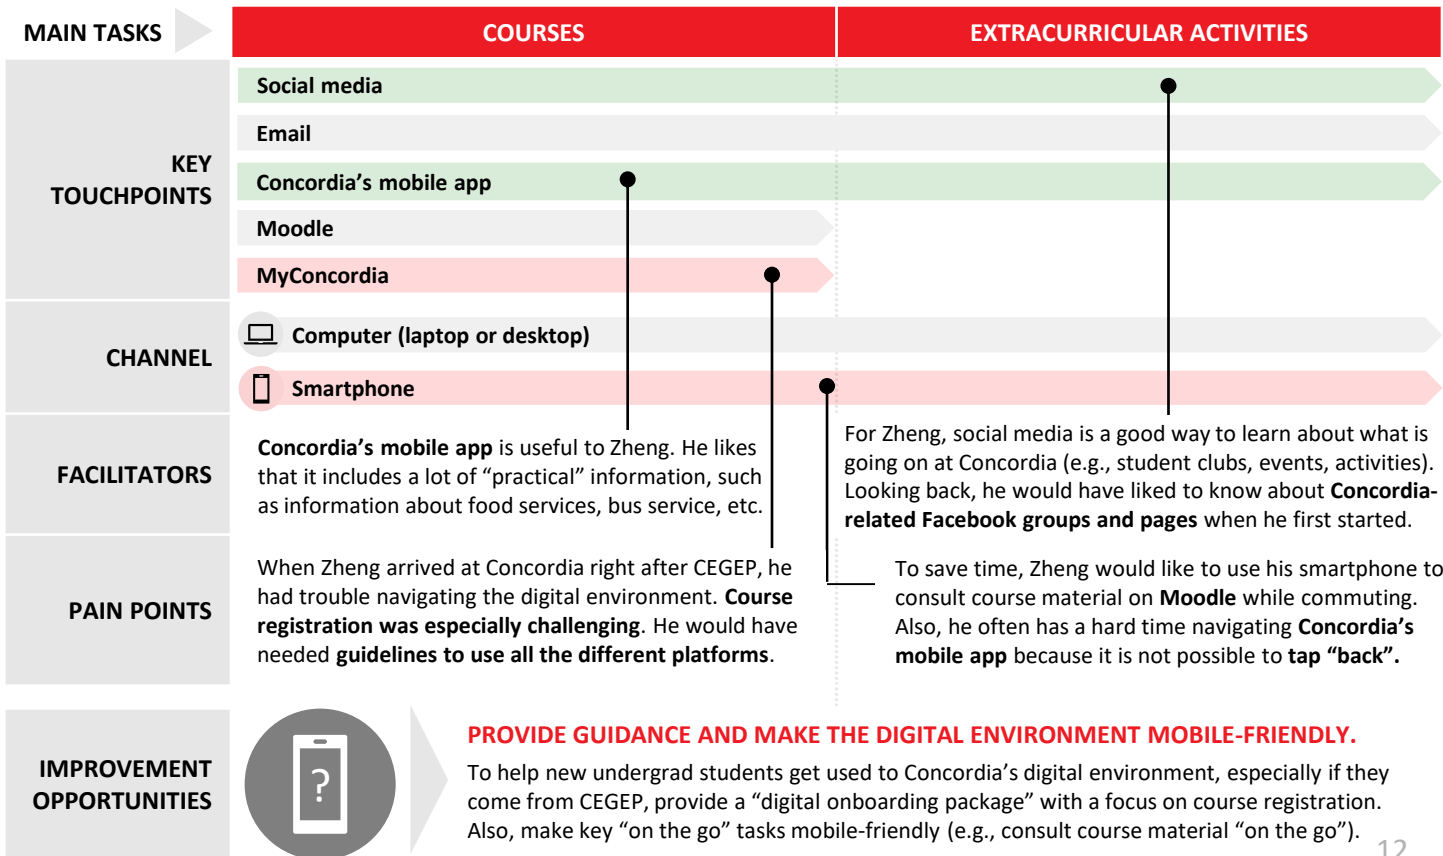 MAIN TASKS
COURSES
EXTRACURRICULAR ACTIVITIES
KEY
TOUCHPOINTS
Social media
Email
Concordia’s mobile app
Moodle
MyConcordia
CHANNEL
Computer (laptop or desktop)
Smartphone
FACILITATORS
Concordia’s mobile app is useful to Zheng. He likes
that it includes a lot of “practical” information, such
as information about food services, bus service, etc.
For Zheng, social media is a good way to learn about what is
going on at Concordia (e.g., student clubs, events, activities).
Looking back, he would have liked to know about Concordia-
related Facebook groups and pages when he first started.
PAIN POINTS
When Zheng arrived at Concordia right after CEGEP, he
had trouble navigating the digital environment. Course
registration was especially challenging. He would have
needed guidelines to use all the different platforms.
To save time, Zheng would like to use his smartphone to
consult course material on Moodle while commuting.
Also, he often has a hard time navigating Concordia’s
mobile app because it is not possible to tap “back”.
IMPROVEMENT
OPPORTUNITIES
?
PROVIDE GUIDANCE AND MAKE THE DIGITAL ENVIRONMENT MOBILE-FRIENDLY.
To help new undergrad students get used to Concordia’s digital environment, especially if they
come from CEGEP, provide a “digital onboarding package” with a focus on course registration.
Also, make key “on the go” tasks mobile-friendly (e.g., consult course material “on the go”).
12